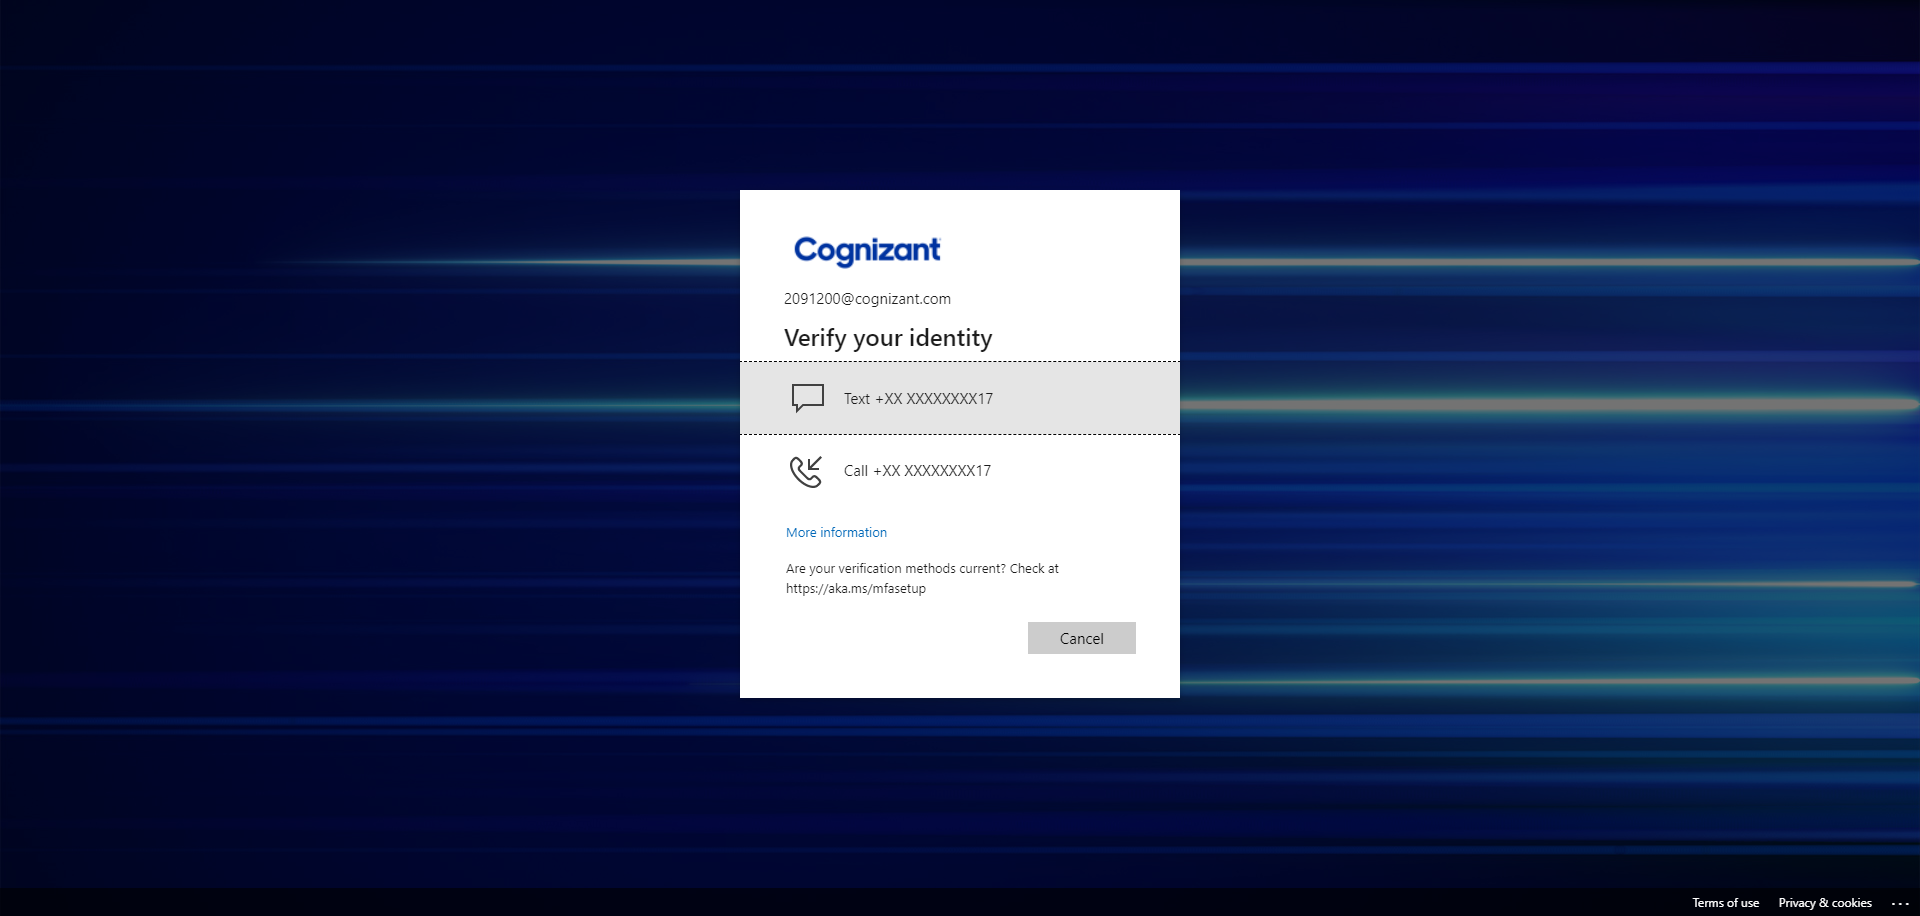 Cognizant
2091200@cognizant.com
Verify your identity
Text +XX XXXXXXXX17
Call +XX XXXXXXXX17
More information
Are your verification methods current? Check at
https://aka.ms/mfasetup
Cancel
Terms of use Privacy & cookies ...